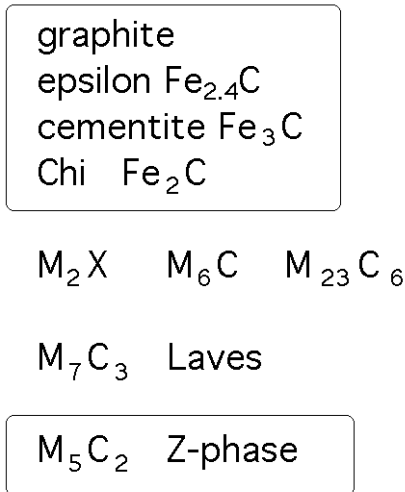 graphite
epsilon Fe₂.₄C
cementite Fe₃C
Chi Fe₂C
M₂X M₆C M₂₃C₆
M₇C₃ Laves
M₅C₂ Z-phase